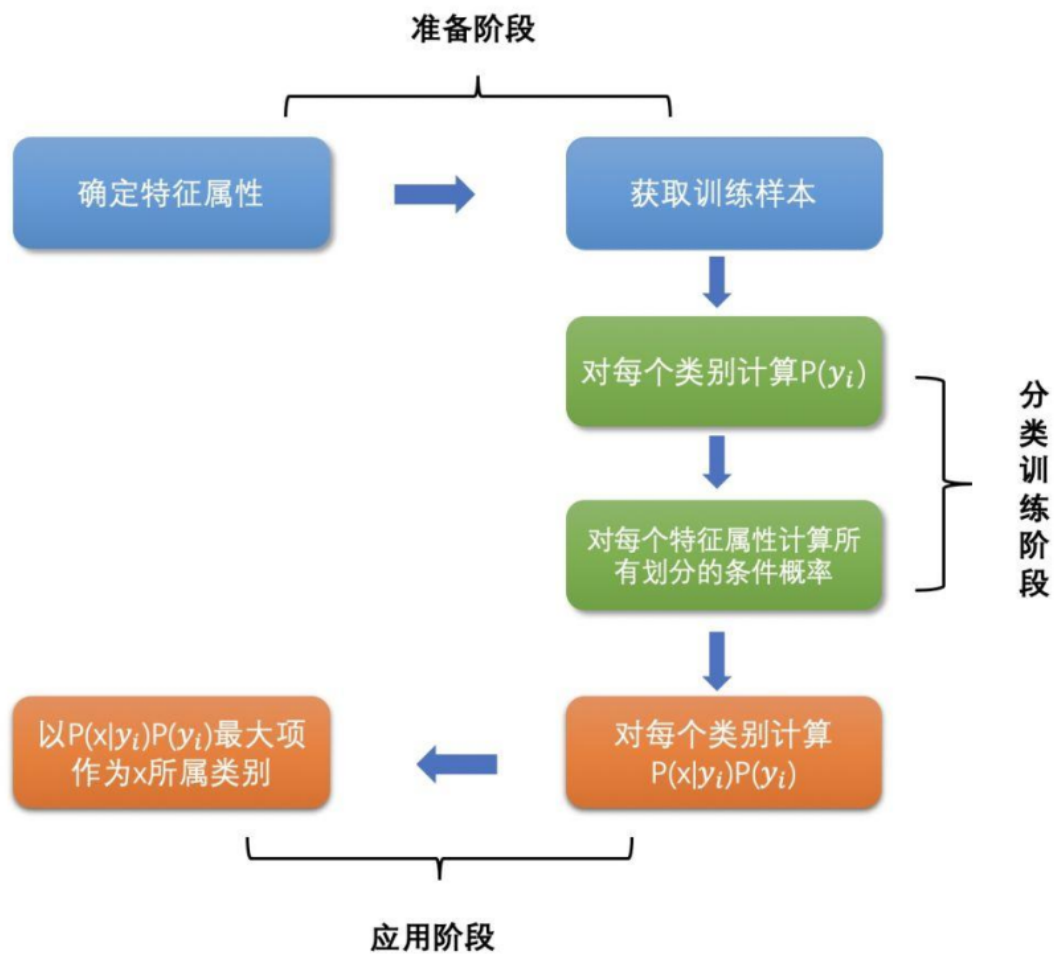 准备阶段
确定特征属性
获取训练样本
对每个类别计算P(yᵢ)
分类训练阶段
对每个特征属性计算所
有划分的条件概率
对每个类别计算
P(x|yᵢ)P(yᵢ)
以P(x|yᵢ)P(yᵢ)最大项
作为x所属类别
应用阶段